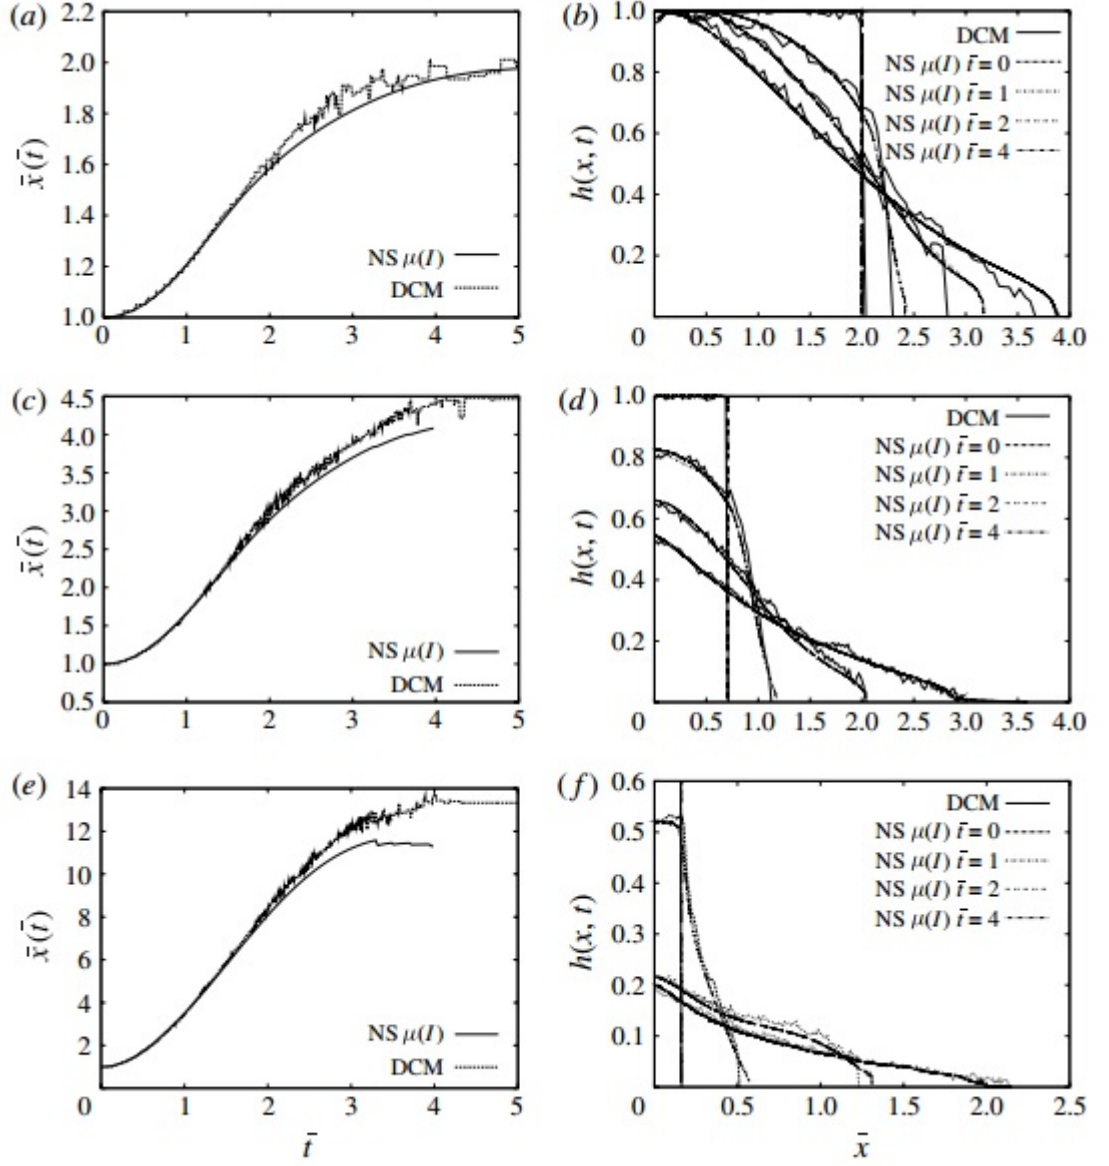 (a)
2.0
1.8
1.6
1.4
1.2
1.0
x̄(t̄)
NS μ(I)
DCM
0 1 2 3 4 5
(b)
1.0
0.8
0.6
0.4
0.2
h(x, t)
DCM
NS μ(I) t̄ = 0
NS μ(I) t̄ = 1
NS μ(I) t̄ = 2
NS μ(I) t̄ = 4
0 0.5 1.0 1.5 2.0 2.5 3.0 3.5 4.0
(c)
4.5
4.0
3.5
3.0
2.5
2.0
1.5
1.0
0.5
x̄(t̄)
NS μ(I)
DCM
0 1 2 3 4 5
(d)
1.0
0.8
0.6
0.4
0.2
h(x, t)
DCM
NS μ(I) t̄ = 0
NS μ(I) t̄ = 1
NS μ(I) t̄ = 2
NS μ(I) t̄ = 4
0 0.5 1.0 1.5 2.0 2.5 3.0 3.5 4.0
(e)
14
12
10
8
6
4
2
x̄(t̄)
NS μ(I)
DCM
0 1 2 3 4 5
t̄
(f)
0.6
0.5
0.4
0.3
0.2
0.1
h(x, t)
DCM
NS μ(I) t̄ = 0
NS μ(I) t̄ = 1
NS μ(I) t̄ = 2
NS μ(I) t̄ = 4
0 0.5 1.0 1.5 2.0 2.5
x̄